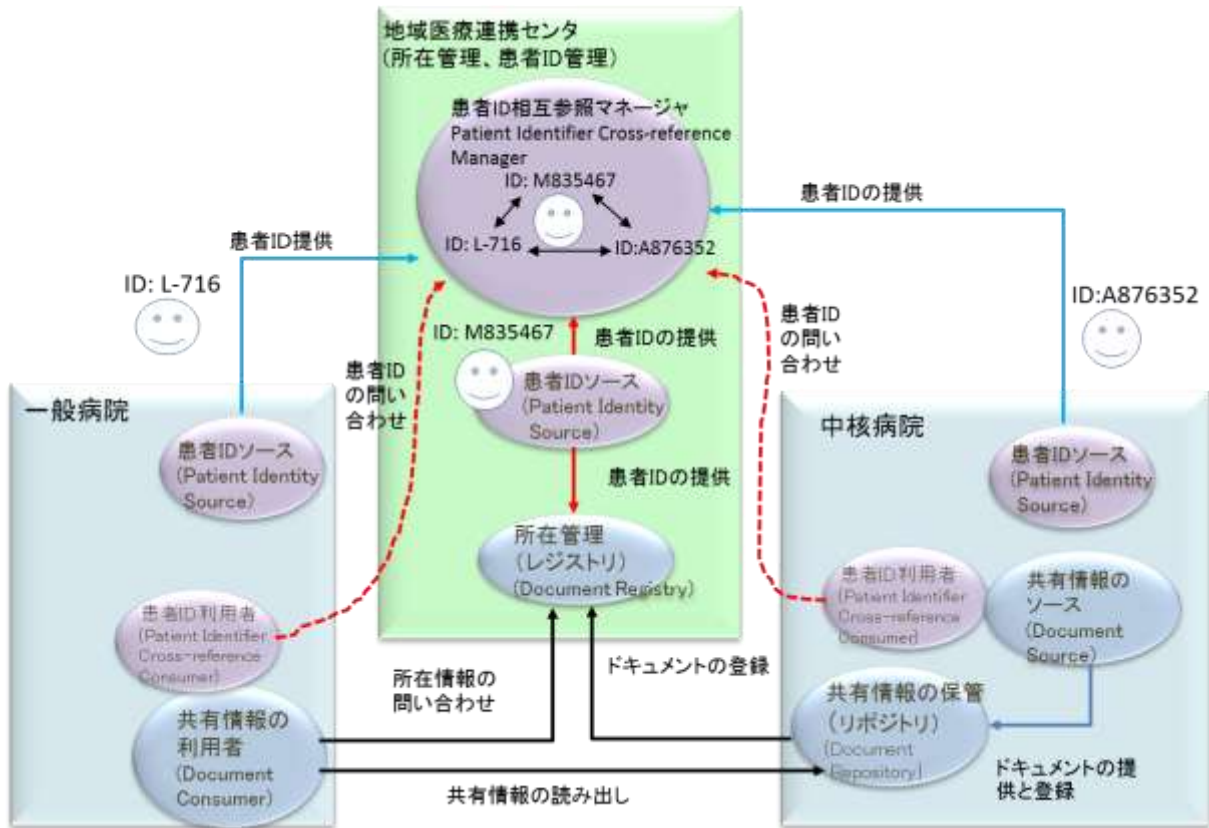 地域医療連携センタ
(所在管理、患者ID管理)
患者ID相互参照マネージャ
Patient Identifier Cross-reference
Manager
ID: M835467
ID: L-716
ID:A876352
患者IDの提供
患者ID提供
ID: L-716
ID:A876352
ID: M835467
患者IDの提供
患者ID
の問い
合わせ
患者ID
の問い
合わせ
患者IDソース
(Patient Identity
Source)
患者IDの提供
所在管理
(レジストリ)
(Document Registry)
一般病院
患者IDソース
(Patient Identity
Source)
患者ID利用者
(Patient Identifier
Cross-reference
Consumer)
共有情報の
利用者
(Document
Consumer)
中核病院
患者IDソース
(Patient Identity
Source)
患者ID利用者
(Patient Identifier
Cross-reference
Consumer)
共有情報の
ソース
(Document
Source)
共有情報の保管
(リポジトリ)
(Document
Repository)
所在情報の
問い合わせ
ドキュメントの登録
共有情報の読み出し
ドキュメントの提
供と登録